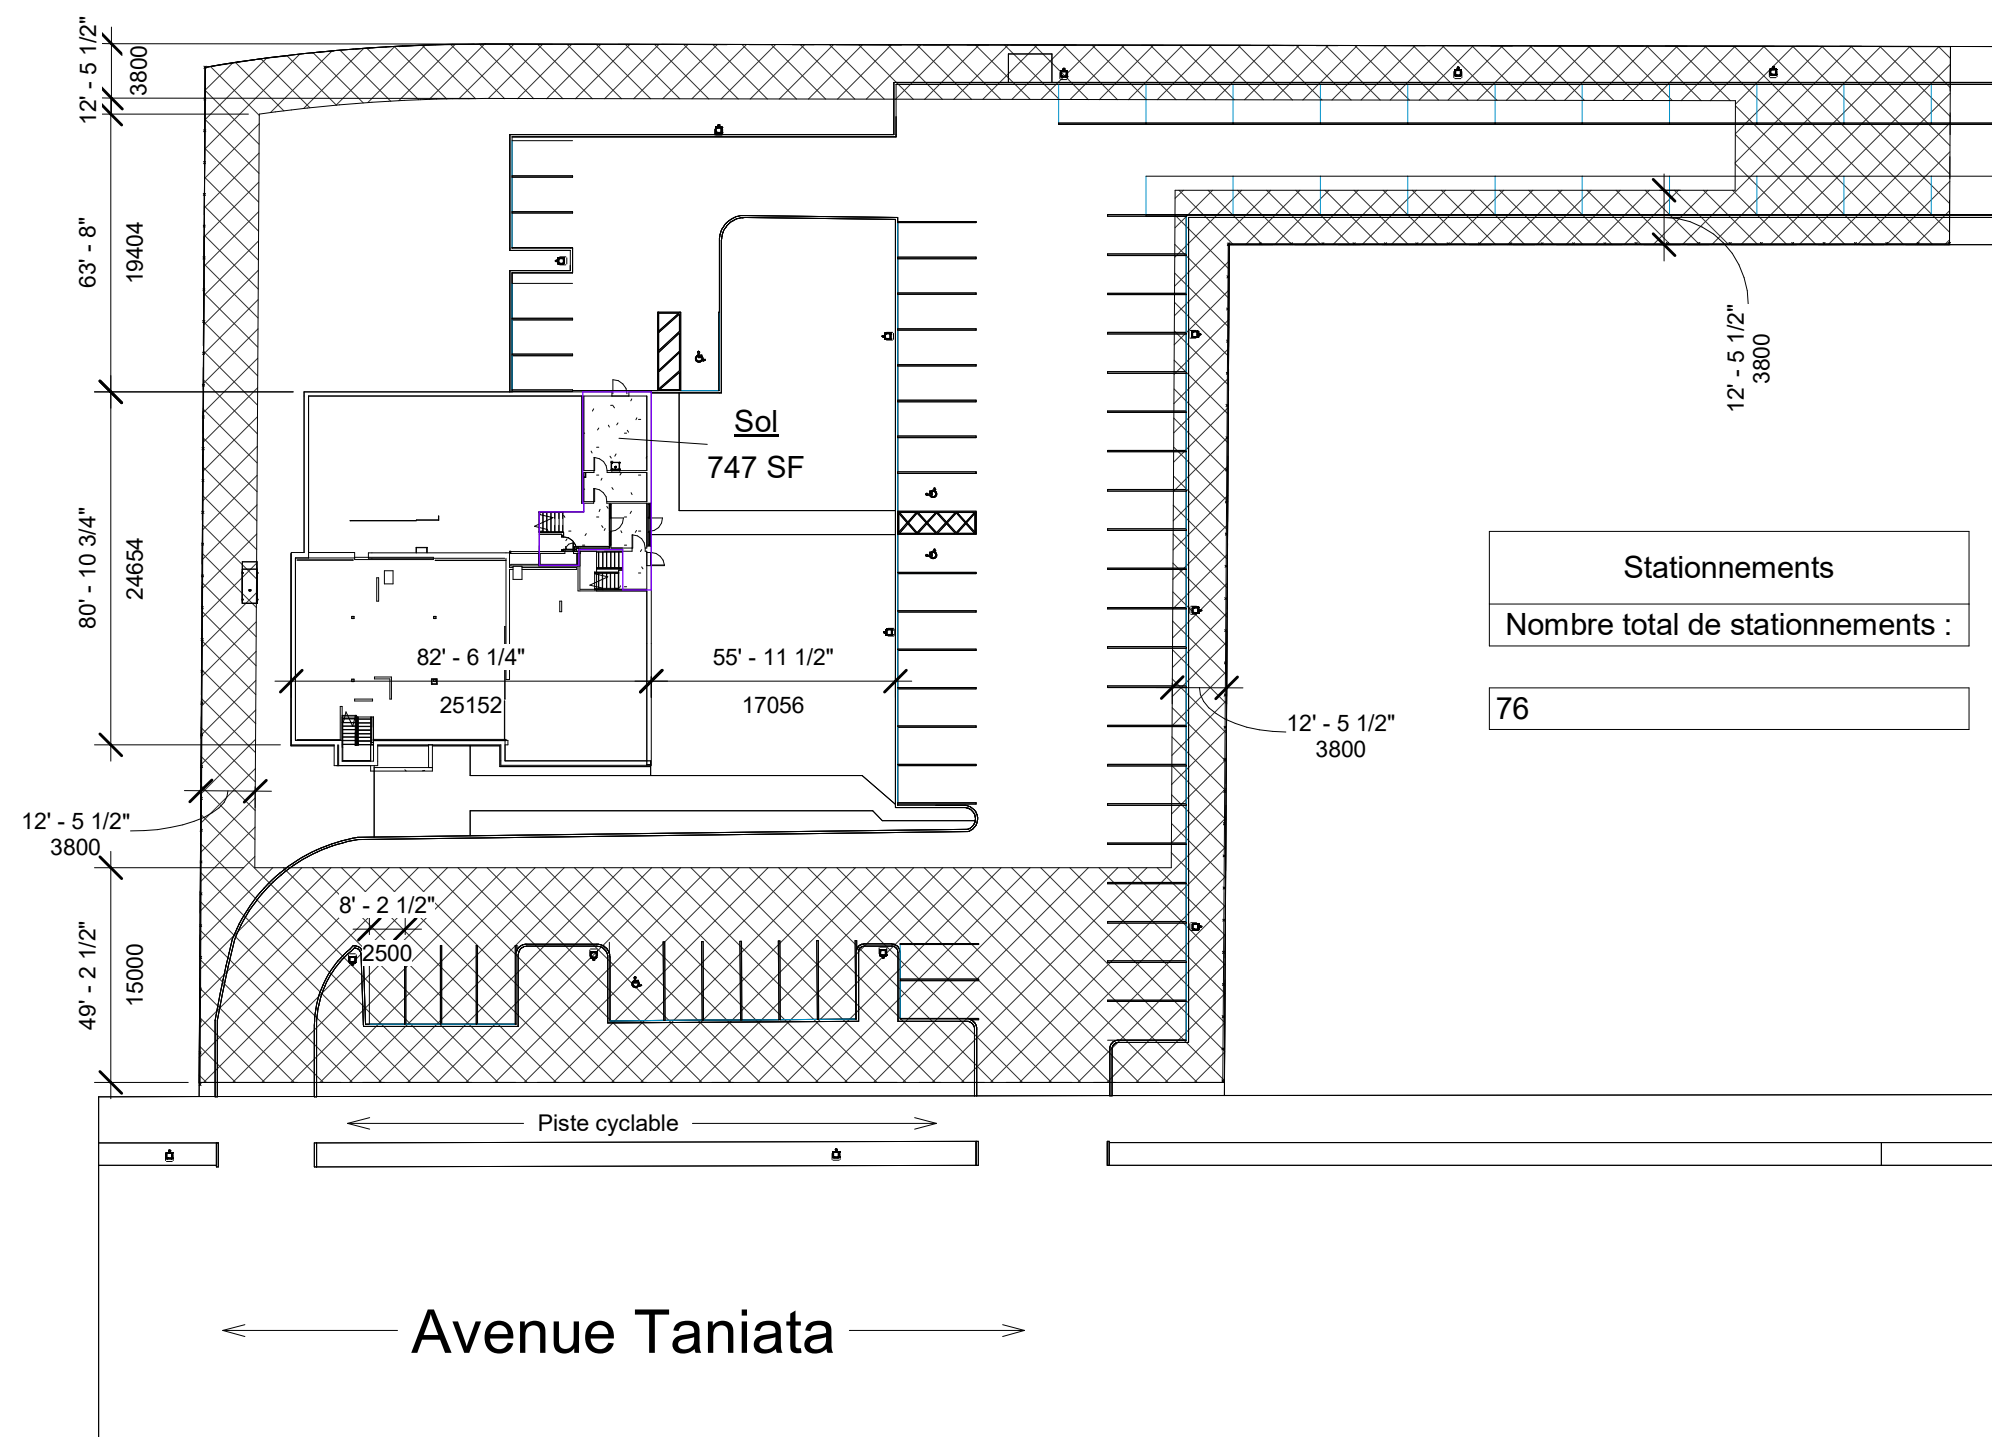 12' - 5 1/2"
3800
63' - 8"
19404
Sol
747 SF
12' - 5 1/2"
3800
80' - 10 3/4"
24654
Stationnements
Nombre total de stationnements :
76
82' - 6 1/4"
25152
55' - 11 1/2"
17056
12' - 5 1/2"
3800
12' - 5 1/2"
3800
8' - 2 1/2"
2500
49' - 2 1/2"
15000
Piste cyclable
Avenue Taniata